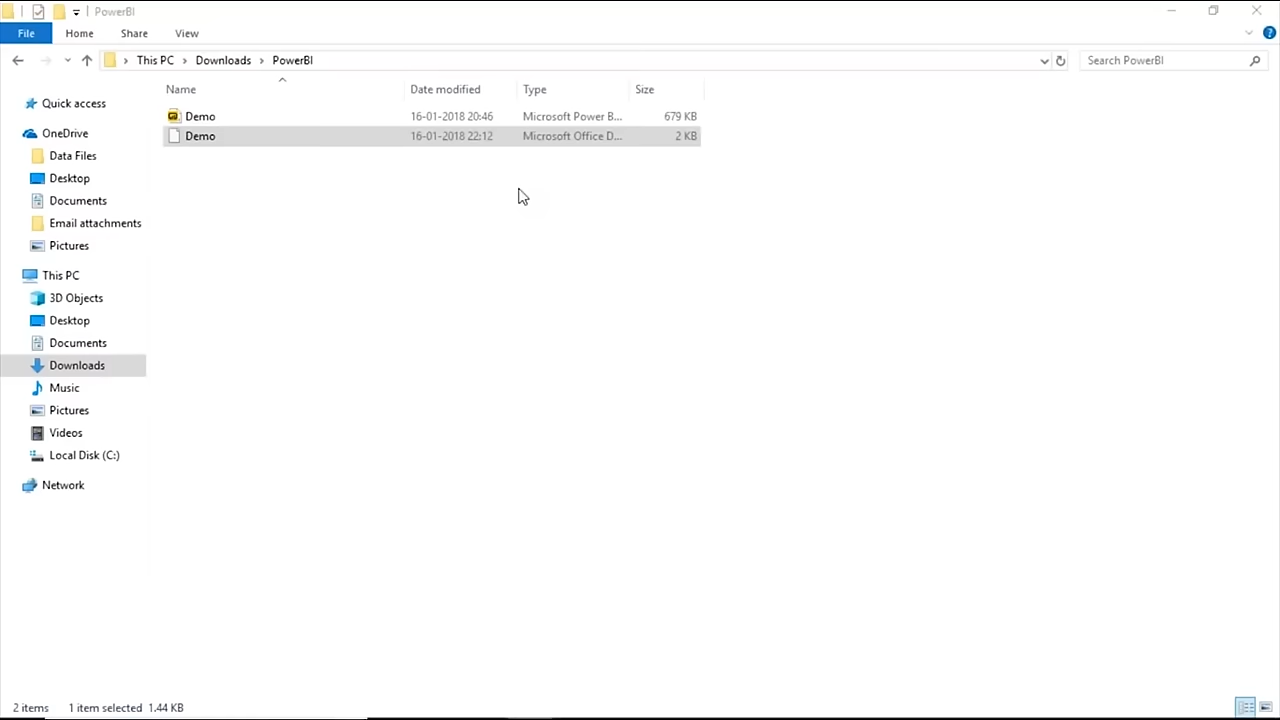 PowerBI
File Home Share View
This PC Downloads PowerBI Search PowerBI
Name Date modified Type Size
Demo 16-01-2018 20:46 Microsoft Power B... 679 KB
Demo 16-01-2018 22:12 Microsoft Office D... 2 KB
Quick access
OneDrive
Data Files
Desktop
Documents
Email attachments
Pictures
This PC
3D Objects
Desktop
Documents
Downloads
Music
Pictures
Videos
Local Disk (C:)
Network
2 items 1 item selected 1.44 KB